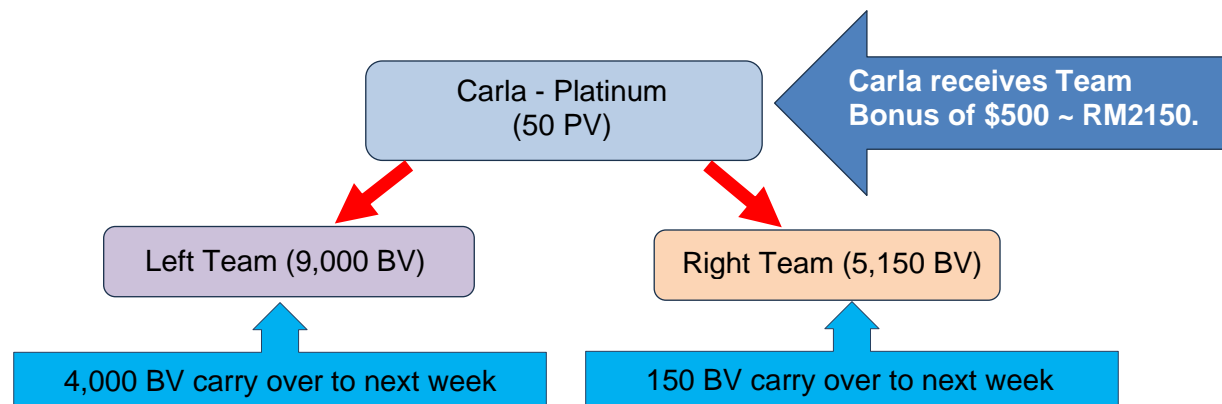 Carla - Platinum
(50 PV)
Carla receives Team
Bonus of $500 ~ RM2150.
Left Team (9,000 BV)
Right Team (5,150 BV)
4,000 BV carry over to next week
150 BV carry over to next week